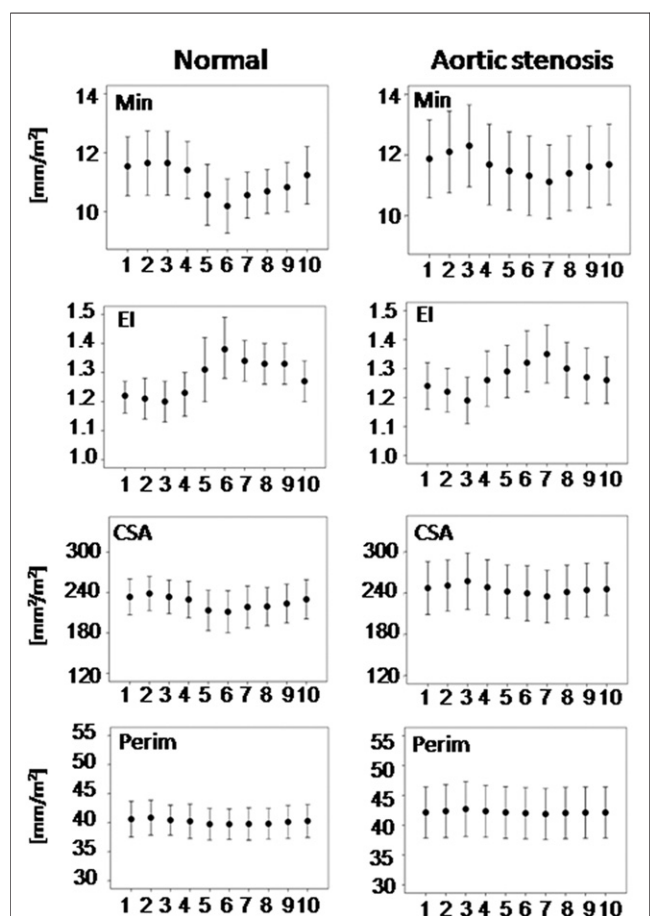 Normal Aortic stenosis
Min Min
[mm/m²]
14 14
12 12
10 10
1 2 3 4 5 6 7 8 9 10 1 2 3 4 5 6 7 8 9 10
EI EI
1.5 1.5
1.4 1.4
1.3 1.3
1.2 1.2
1.1 1.1
1.0 1.0
1 2 3 4 5 6 7 8 9 10 1 2 3 4 5 6 7 8 9 10
CSA CSA
[mm²/m²]
300 300
240 240
180 180
120 120
1 2 3 4 5 6 7 8 9 10 1 2 3 4 5 6 7 8 9 10
Perim Perim
[mm/m²]
55 55
50 50
45 45
40 40
35 35
30 30
1 2 3 4 5 6 7 8 9 10 1 2 3 4 5 6 7 8 9 10